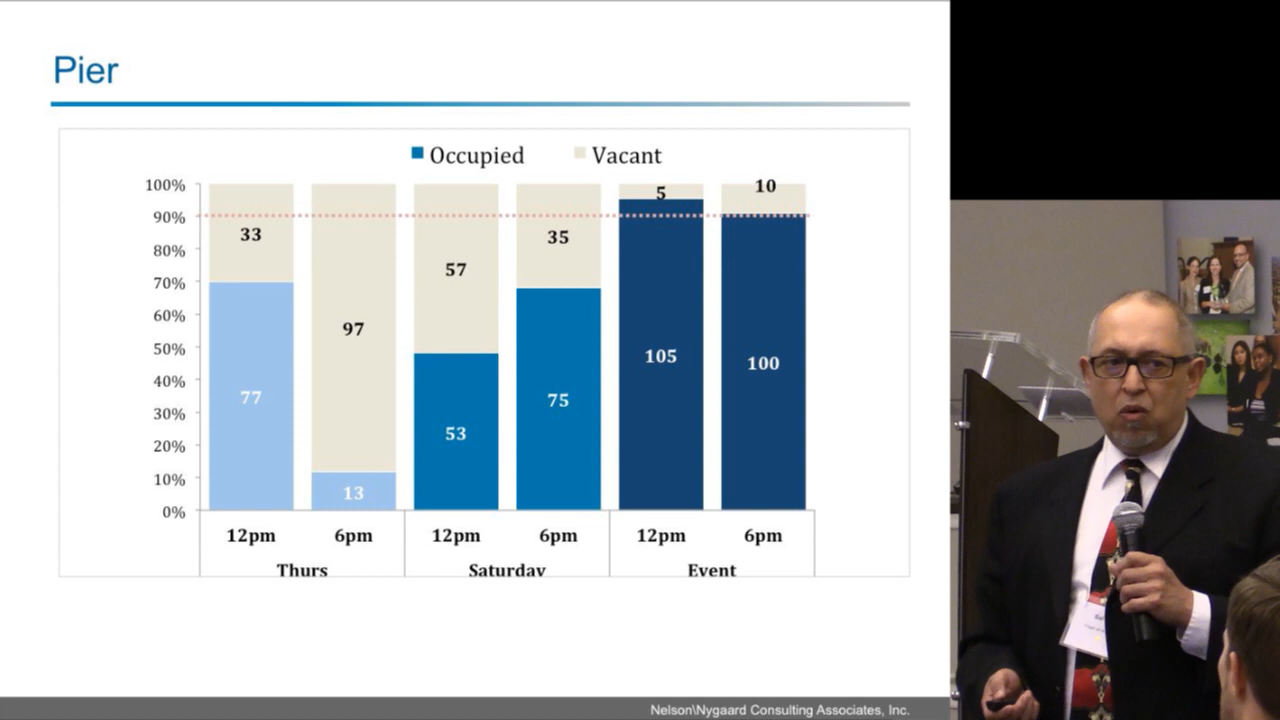 Pier
Occupied Vacant
100%
90%
80%
70%
60%
50%
40%
30%
20%
10%
0%
33 97 57 35 5 10
77 13 53 75 105 100
12pm 6pm 12pm 6pm 12pm 6pm
Thurs Saturday Event
Nelson\Nygaard Consulting Associates, Inc.